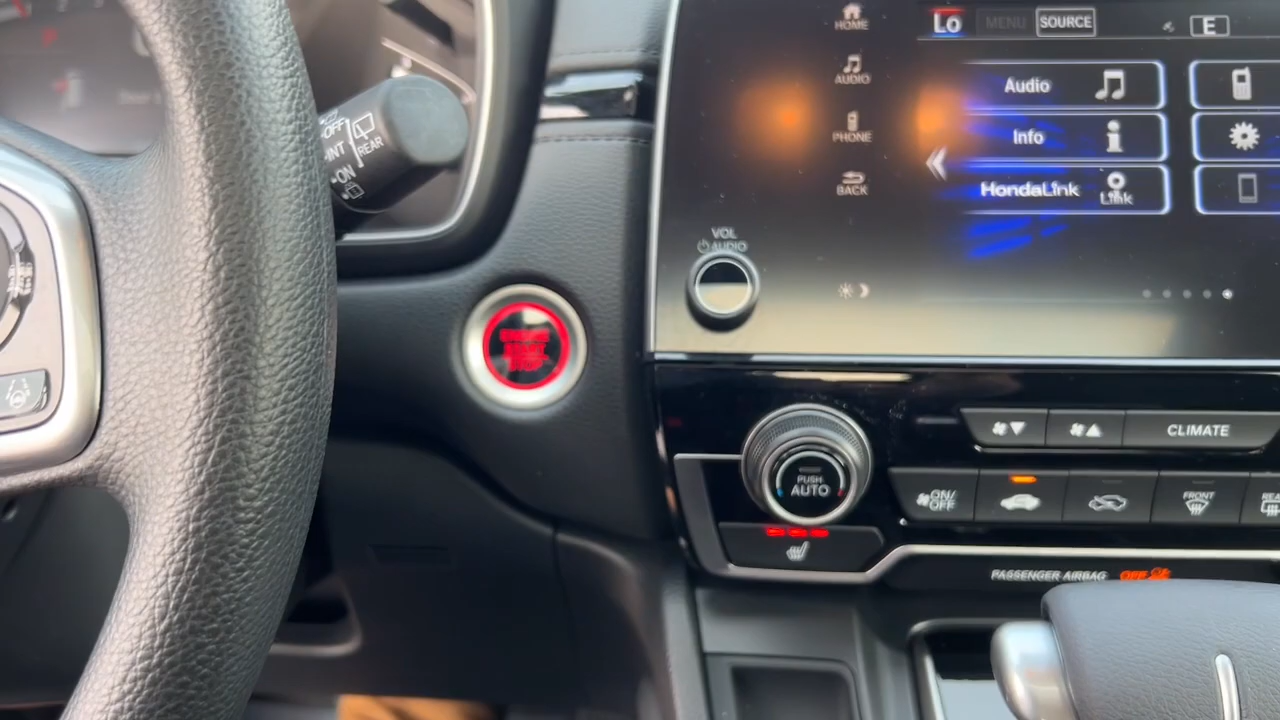 HOME
Lo
MENU
SOURCE
E
AUDIO
Audio
PHONE
Info
BACK
HondaLink
Link
OFF
INT
REAR
ON
VOL
AUDIO
CLIMATE
PUSH
AUTO
ON/
OFF
FRONT
PASSENGER AIRBAG OFF